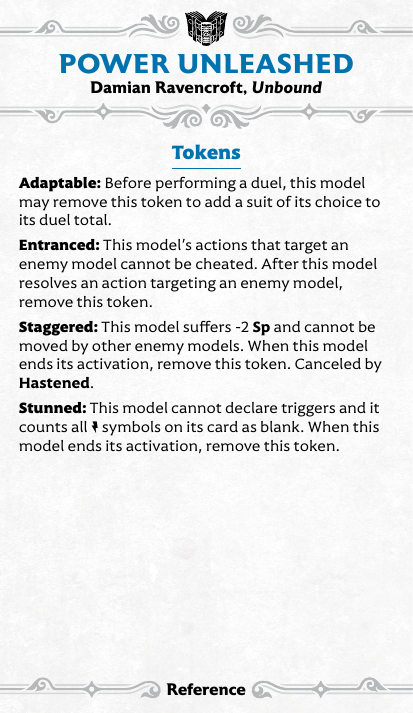 POWER UNLEASHED
Damian Ravencroft, Unbound
Tokens
Adaptable: Before performing a duel, this model
may remove this token to add a suit of its choice to
its duel total.
Entranced: This model's actions that target an
enemy model cannot be cheated. After this model
resolves an action targeting an enemy model,
remove this token.
Staggered: This model suffers -2 Sp and cannot be
moved by other enemy models. When this model
ends its activation, remove this token. Canceled by
Hastened.
Stunned: This model cannot declare triggers and it
counts all symbols on its card as blank. When this
model ends its activation, remove this token.
Reference